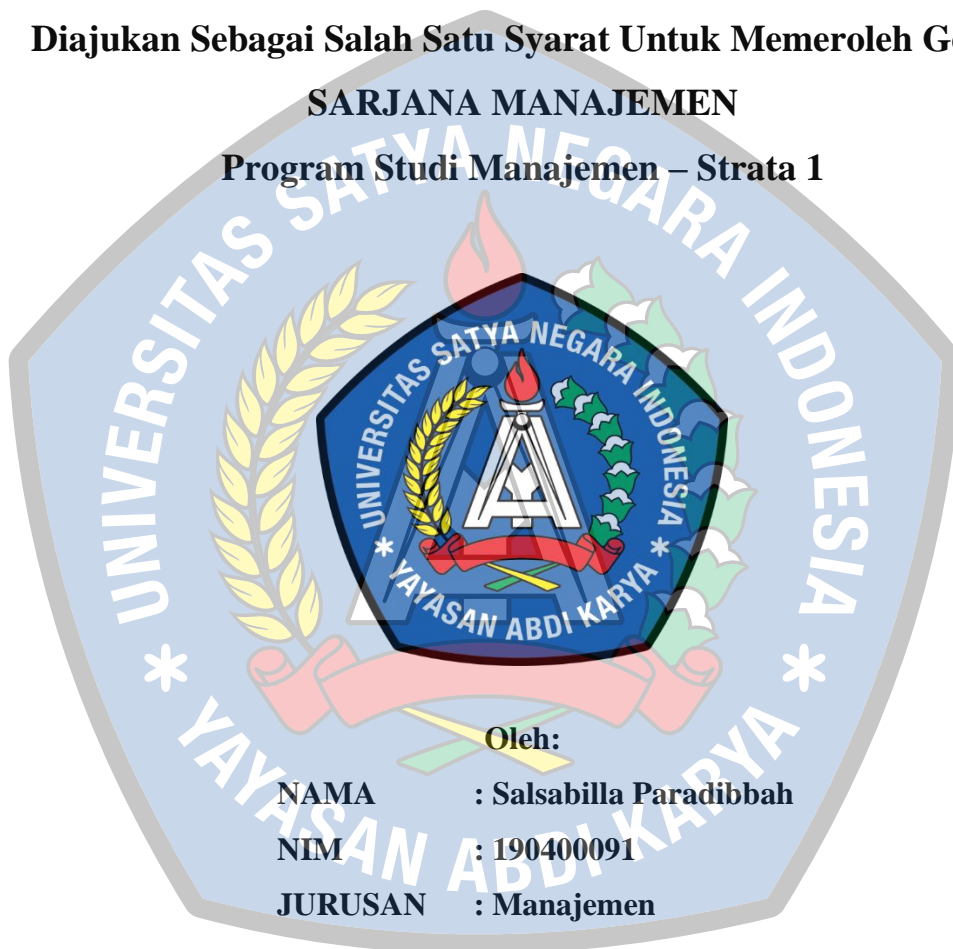 Diajukan Sebagai Salah Satu Syarat Untuk Memeroleh
SARJANA MANAJEMEN
Program Studi Manajemen – Strata 1
UNIVERSITAS SATYA NEGARA INDONESIA
* YAYASAN ABDI KARYA *
UNIVERSITAS SATYA NEGARA INDONESIA
* YAYASAN ABDI KARYA *
Oleh:
NAMA : Salsabilla Paradibbah
NIM : 190400091
JURUSAN : Manajemen